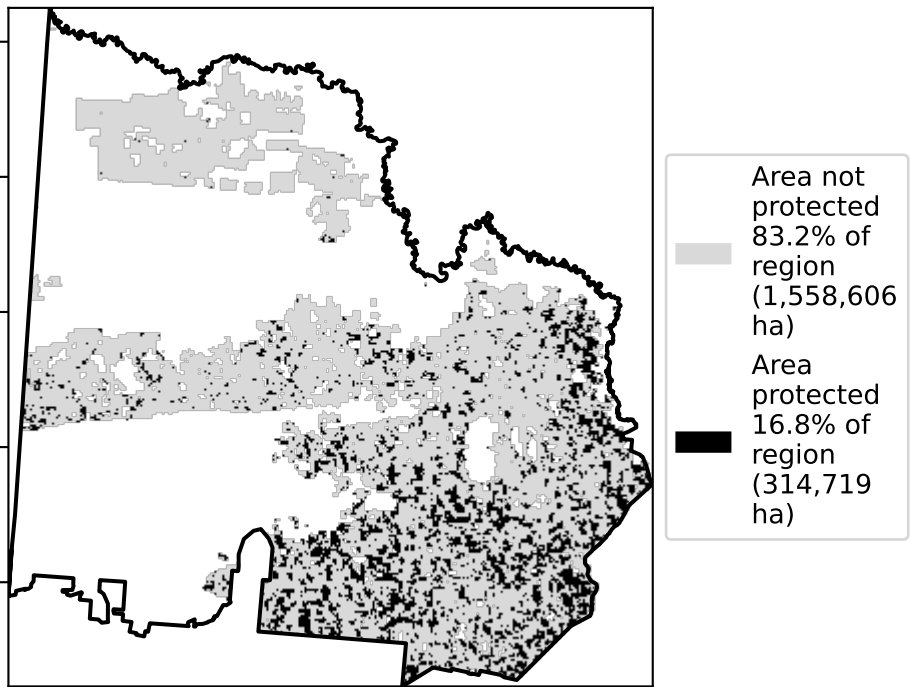 Area not
protected
83.2% of
region
(1,558,606
ha)
Area
protected
16.8% of
region
(314,719
ha)